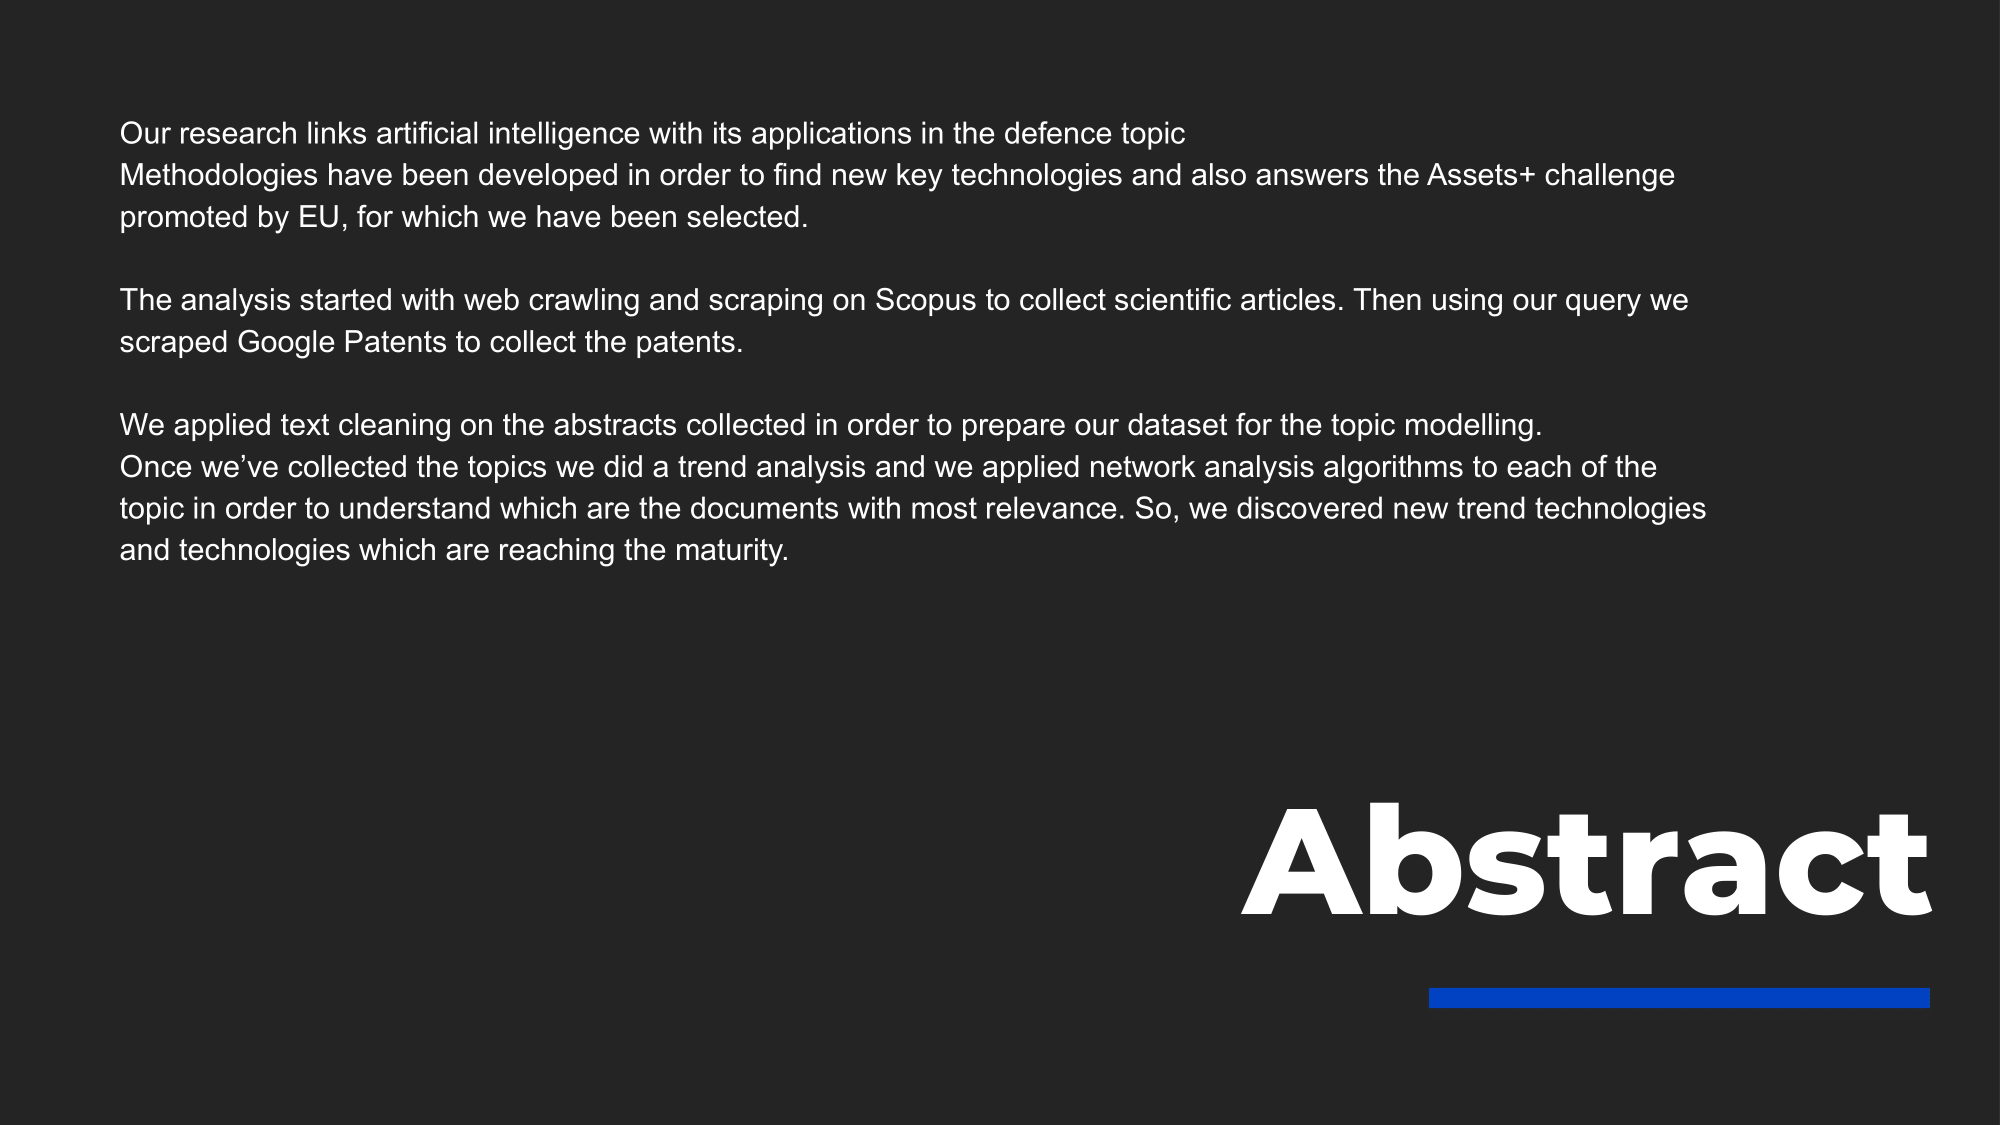 Our research links artificial intelligence with its applications in the defence topic
Methodologies have been developed in order to find new key technologies and also answers the Assets+ challenge
promoted by EU, for which we have been selected.
The analysis started with web crawling and scraping on Scopus to collect scientific articles. Then using our query we
scraped Google Patents to collect the patents.
We applied text cleaning on the abstracts collected in order to prepare our dataset for the topic modelling.
Once we’ve collected the topics we did a trend analysis and we applied network analysis algorithms to each of the
topic in order to understand which are the documents with most relevance. So, we discovered new trend technologies
and technologies which are reaching the maturity.
Abstract